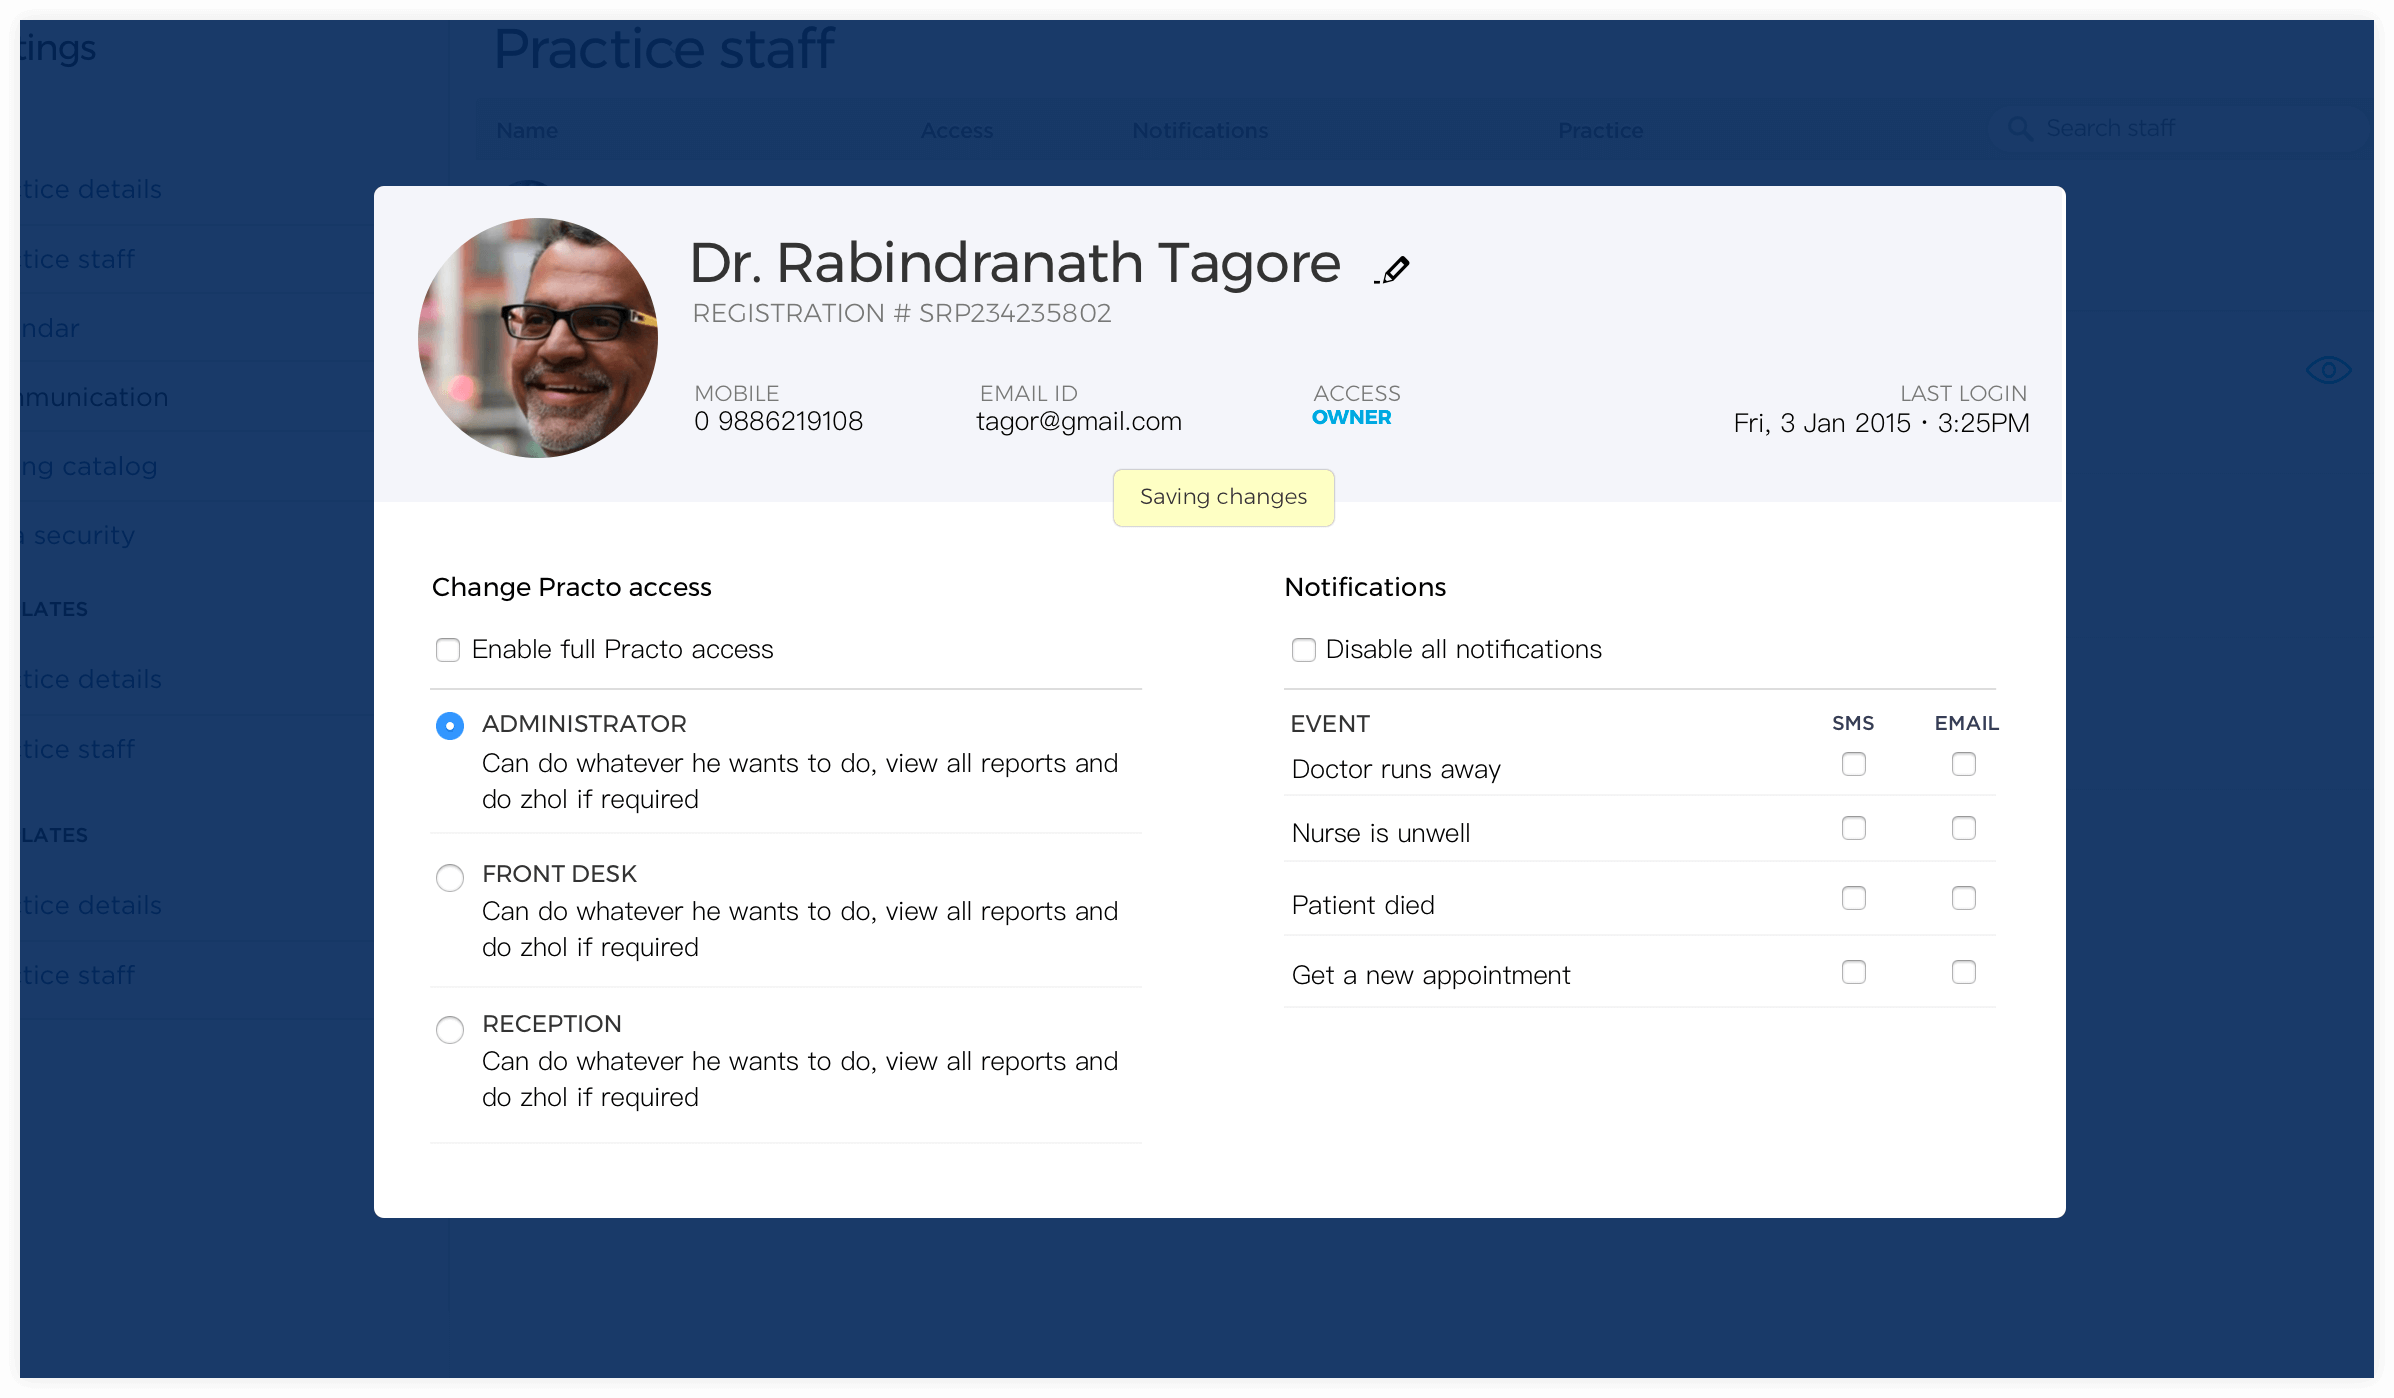 tings
Practice staff
Name Access Notifications Practice Search staff
tice details
tice staff
ndar
mmunication
ng catalog
a security
LATES
tice details
tice staff
LATES
tice details
tice staff
Dr. Rabindranath Tagore
REGISTRATION # SRP234235802
MOBILE EMAIL ID ACCESS LAST LOGIN
0 9886219108 tagor@gmail.com OWNER Fri, 3 Jan 2015 · 3:25PM
Saving changes
Change Practo access
Enable full Practo access
ADMINISTRATOR
Can do whatever he wants to do, view all reports and
do zhol if required
FRONT DESK
Can do whatever he wants to do, view all reports and
do zhol if required
RECEPTION
Can do whatever he wants to do, view all reports and
do zhol if required
Notifications
Disable all notifications
EVENT SMS EMAIL
Doctor runs away
Nurse is unwell
Patient died
Get a new appointment